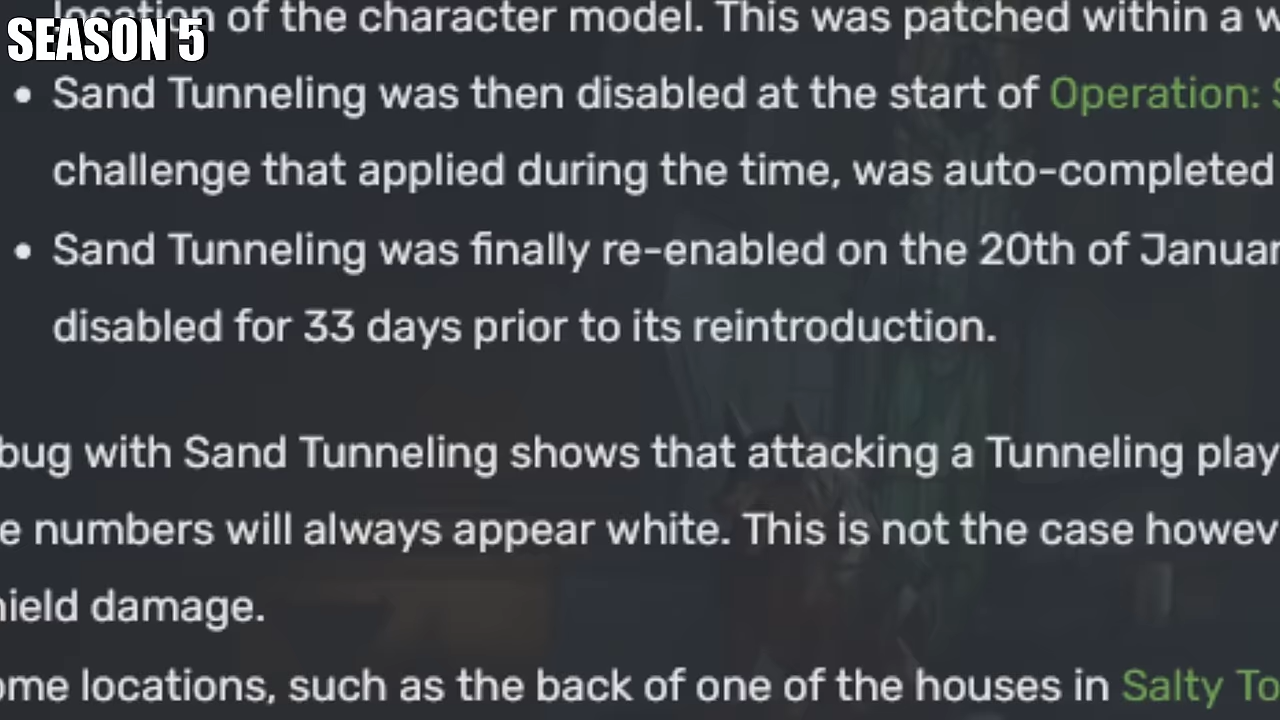 location of the character model. This was patched within a
SEASON 5
• Sand Tunneling was then disabled at the start of Operation:
challenge that applied during the time, was auto-completed
• Sand Tunneling was finally re-enabled on the 20th of Januar
disabled for 33 days prior to its reintroduction.
bug with Sand Tunneling shows that attacking a Tunneling play
e numbers will always appear white. This is not the case howev
hield damage.
ome locations, such as the back of one of the houses in Salty To